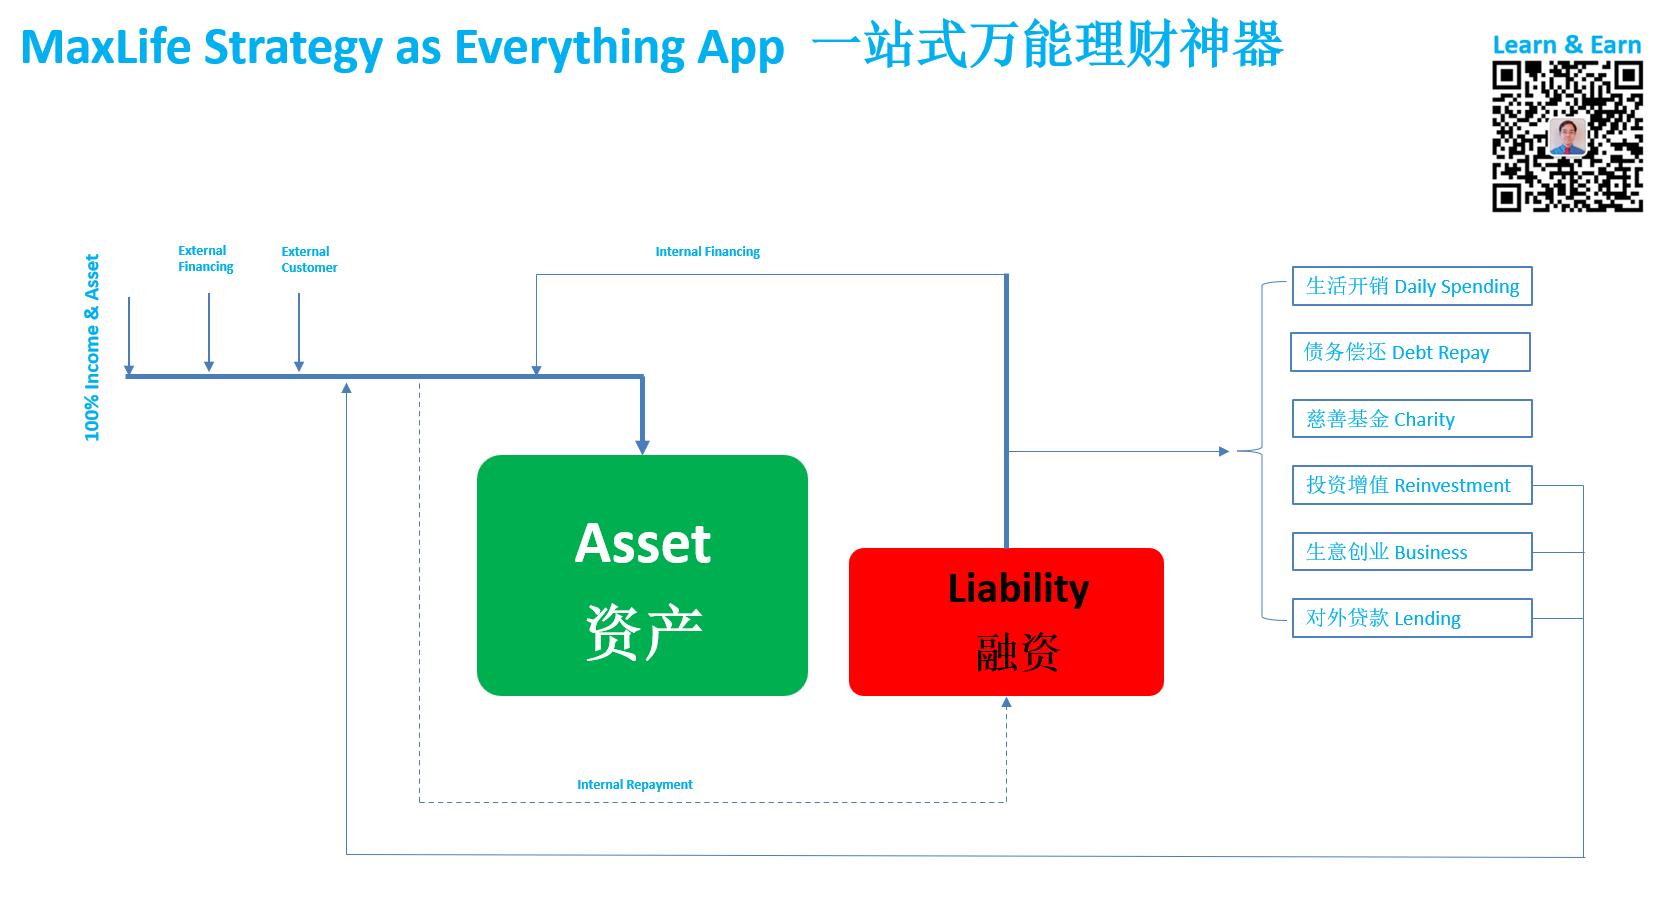 MaxLife Strategy as Everything App 一站式万能理财神器
Learn & Earn
100% Income & Asset
External
Financing
External
Customer
Internal Financing
Asset
资产
Liability
融资
Internal Repayment
生活开销 Daily Spending
债务偿还 Debt Repay
慈善基金 Charity
投资增值 Reinvestment
生意创业 Business
对外贷款 Lending